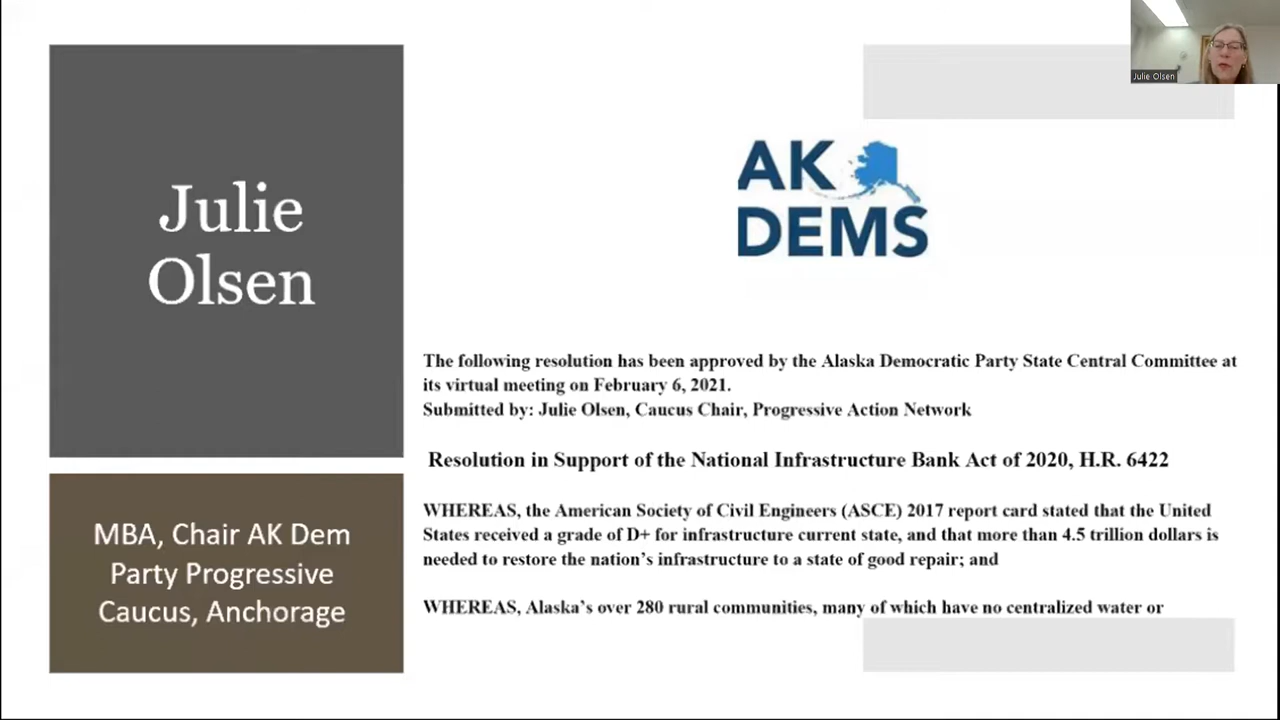 Julie Olsen
Julie
Olsen
MBA, Chair AK Dem
Party Progressive
Caucus, Anchorage
AK
DEMS
The following resolution has been approved by the Alaska Democratic Party State Central Committee at
its virtual meeting on February 6, 2021.
Submitted by: Julie Olsen, Caucus Chair, Progressive Action Network
Resolution in Support of the National Infrastructure Bank Act of 2020, H.R. 6422
WHEREAS, the American Society of Civil Engineers (ASCE) 2017 report card stated that the United
States received a grade of D+ for infrastructure current state, and that more than 4.5 trillion dollars is
needed to restore the nation's infrastructure to a state of good repair; and
WHEREAS, Alaska's over 280 rural communities, many of which have no centralized water or